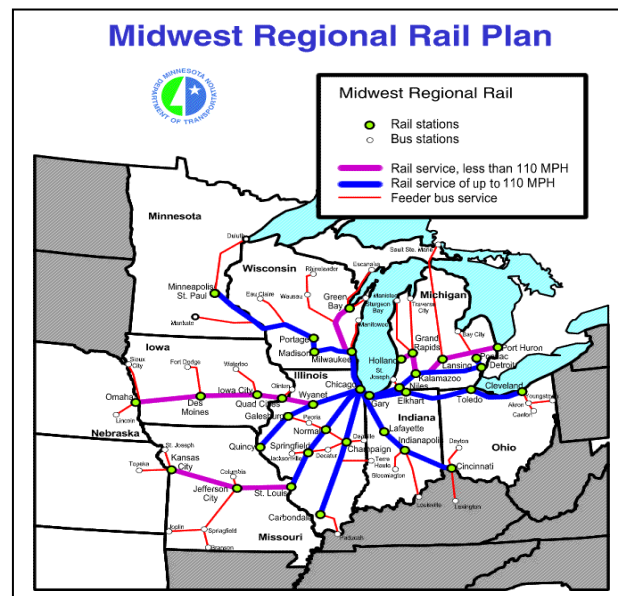 Midwest Regional Rail Plan
MINNESOTA DEPARTMENT OF TRANSPORTATION
Midwest Regional Rail
Rail stations
Bus stations
Rail service, less than 110 MPH
Rail service of up to 110 MPH
Feeder bus service
Minnesota
Duluth
Sault Ste. Marie
Wisconsin
Rhinelander
Escanaba
Minneapolis
St. Paul
Eau Claire
Wausau
Green
Bay
Sturgeon
Bay
Michigan
Traverse
City
Manitowoc
Bay City
Portage
Madison
Milwaukee
Grand
Rapids
Holland
St.
Joseph
Port Huron
Pontiac
Lansing
Detroit
Kalamazoo
Iowa
Sioux
City
Fort Dodge
Waterloo
Illinois
Chicago
Niles
Cleveland
Iowa City
Clinton
Wyanet
Gary
Elkhart
Toledo
Youngstown
Akron
Canton
Omaha
Des
Moines
Quad Cities
Galesburg
Lincoln
Nebraska
Peoria
Normal
Indiana
Lafayette
Ohio
St. Joseph
Quincy
Springfield
Danville
Champaign
Indianapolis
Dayton
Topeka
Kansas
City
Columbia
Jacksonville
Decatur
Terre
Haute
Bloomington
Cincinnati
Jefferson
City
St. Louis
Louisville
Lexington
Carbondale
Joplin
Springfield
Missouri
Paducah
Branson